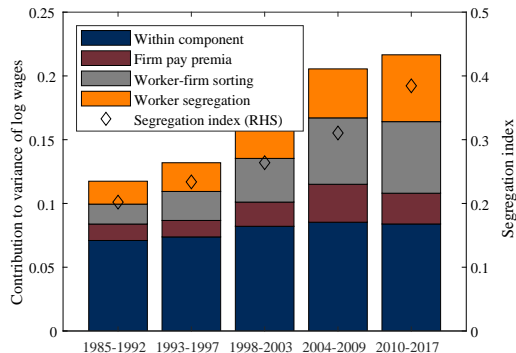 0.25
0.2
0.15
0.1
0.05
0
Contribution to variance of log wages
Within component
Firm pay premia
Worker-firm sorting
Worker segregation
Segregation index (RHS)
0.5
0.4
0.3
0.2
0.1
0
Segregation index
1985-1992
1993-1997
1998-2003
2004-2009
2010-2017